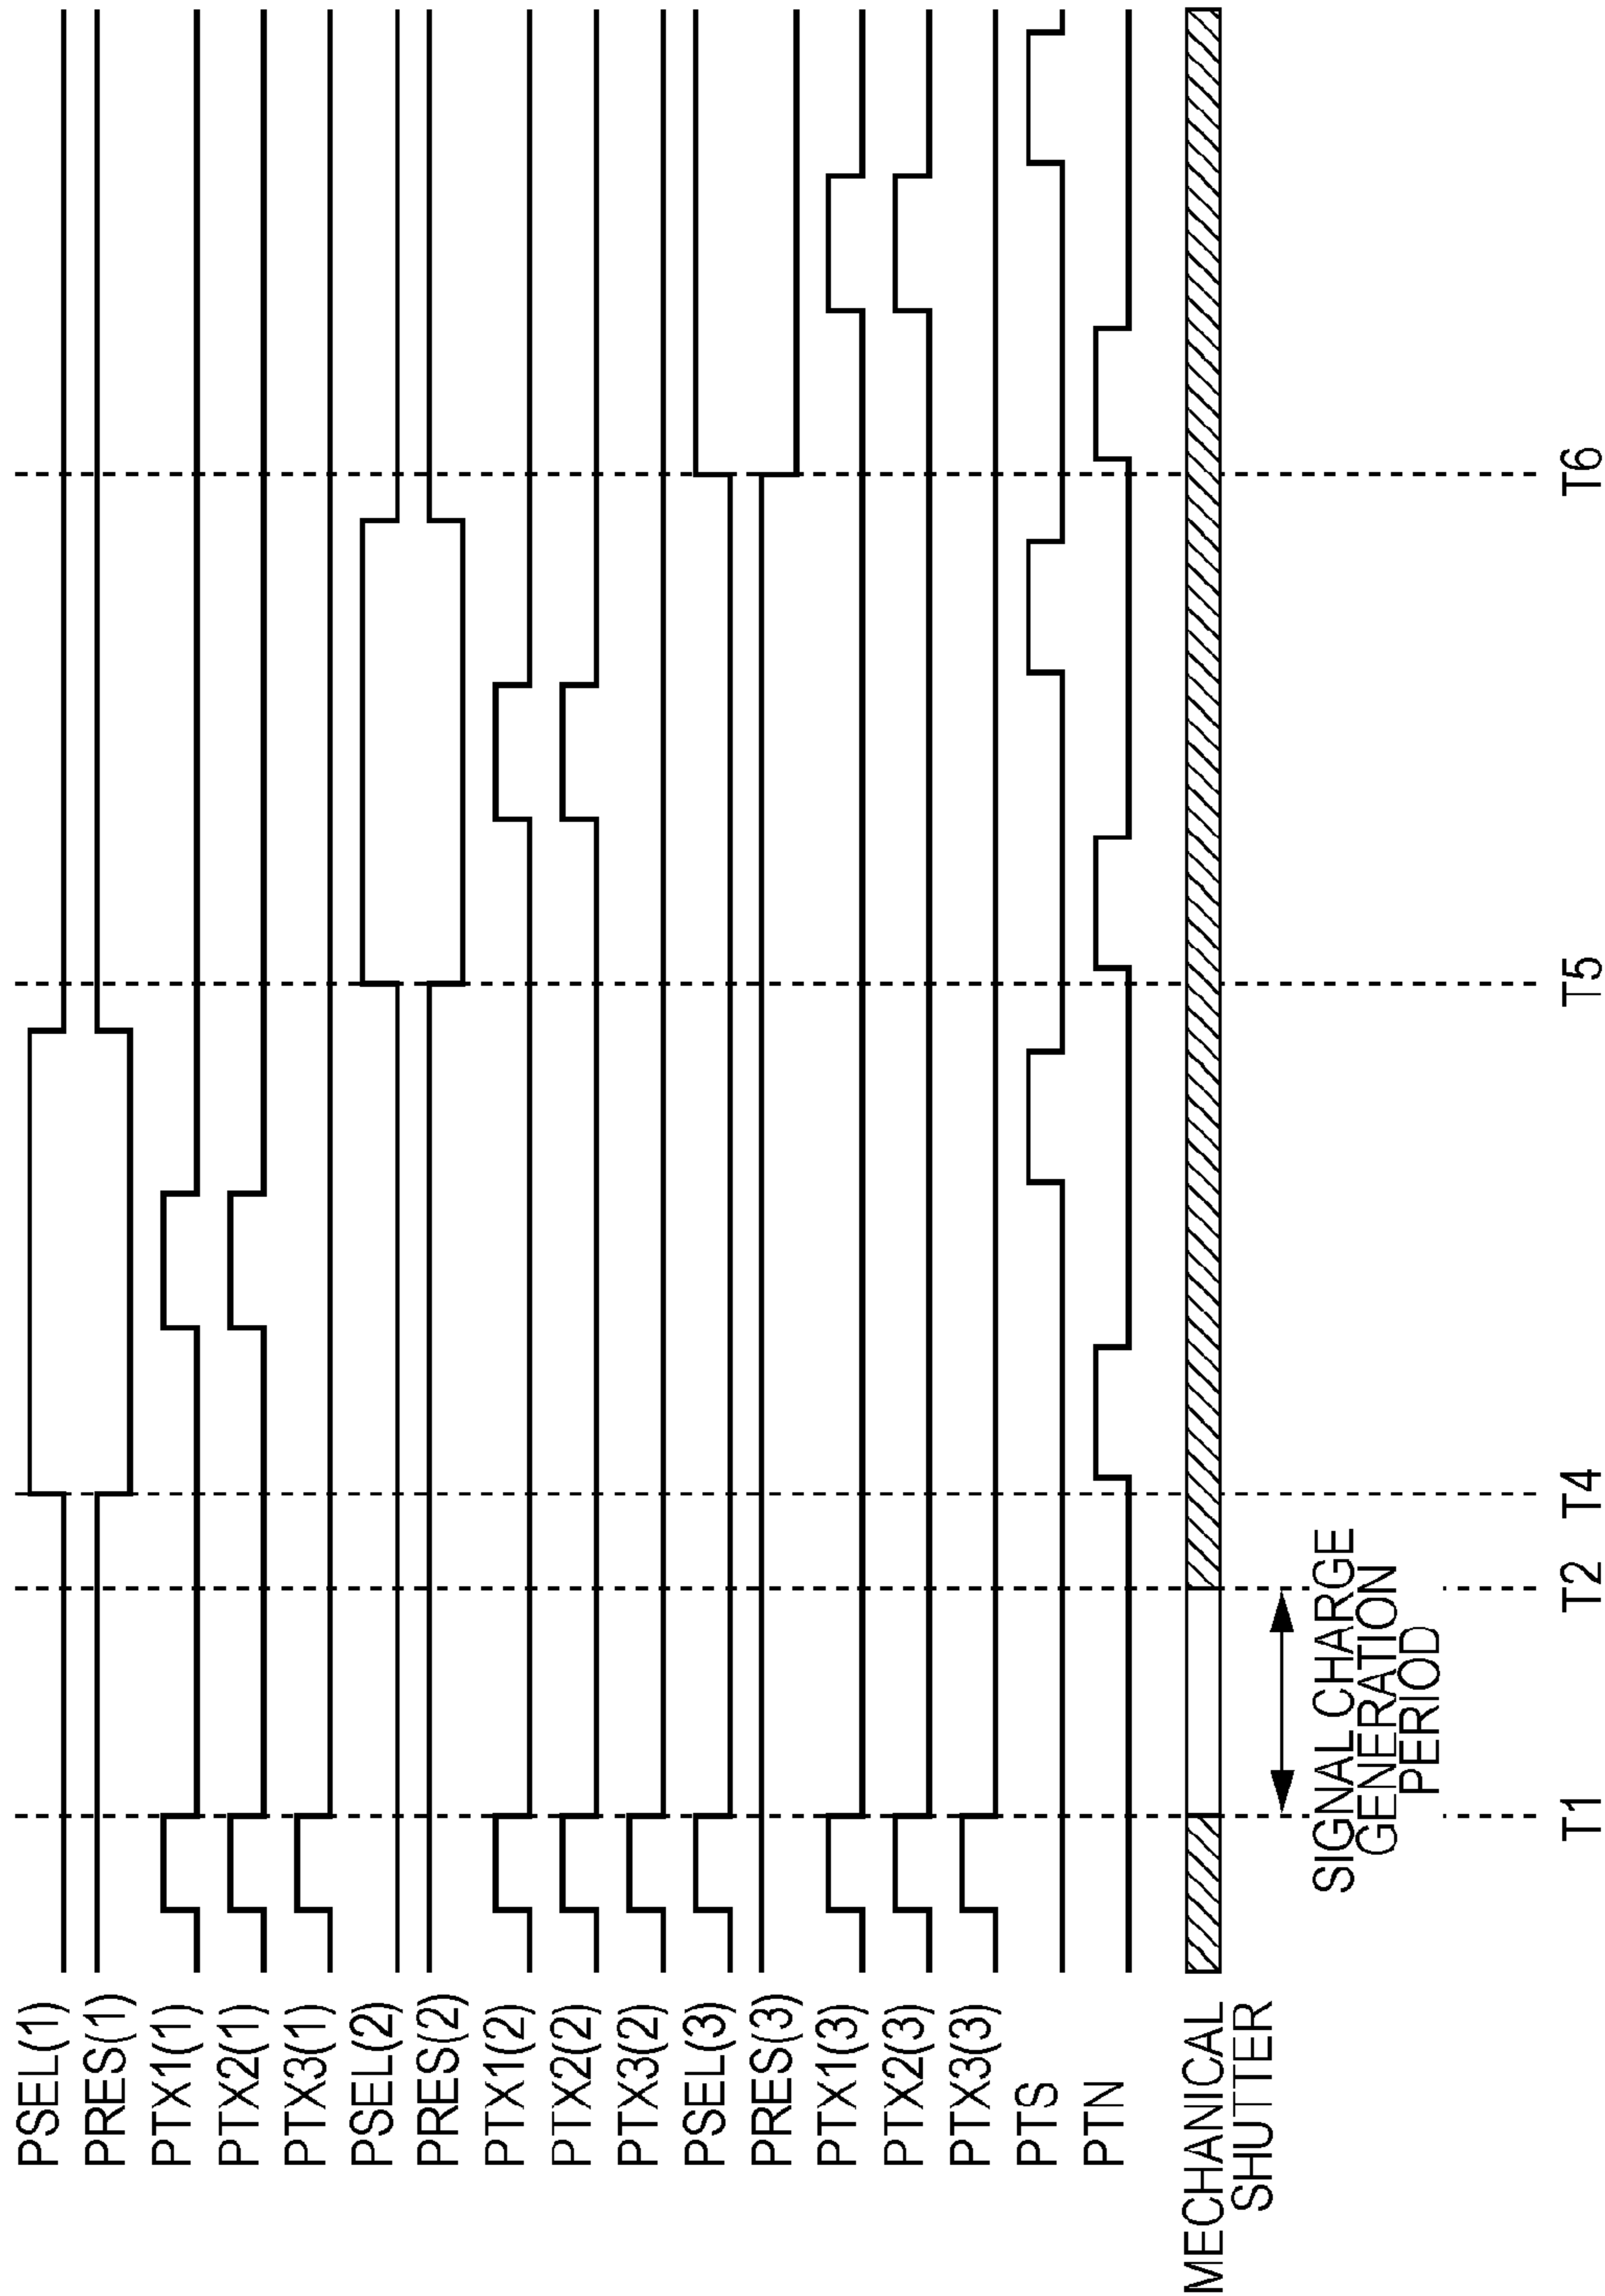 PSEL(1)
PRES(1)
PTX1(1)
PTX2(1)
PTX3(1)
PSEL(2)
PRES(2)
PTX1(2)
PTX2(2)
PTX3(2)
PSEL(3)
PRES(3)
PTX1(3)
PTX2(3)
PTX3(3)
PTS
PTN
MECHANICAL
SHUTTER
SIGNAL CHARGE
GENERATION
PERIOD
T1 T2 T4 T5 T6